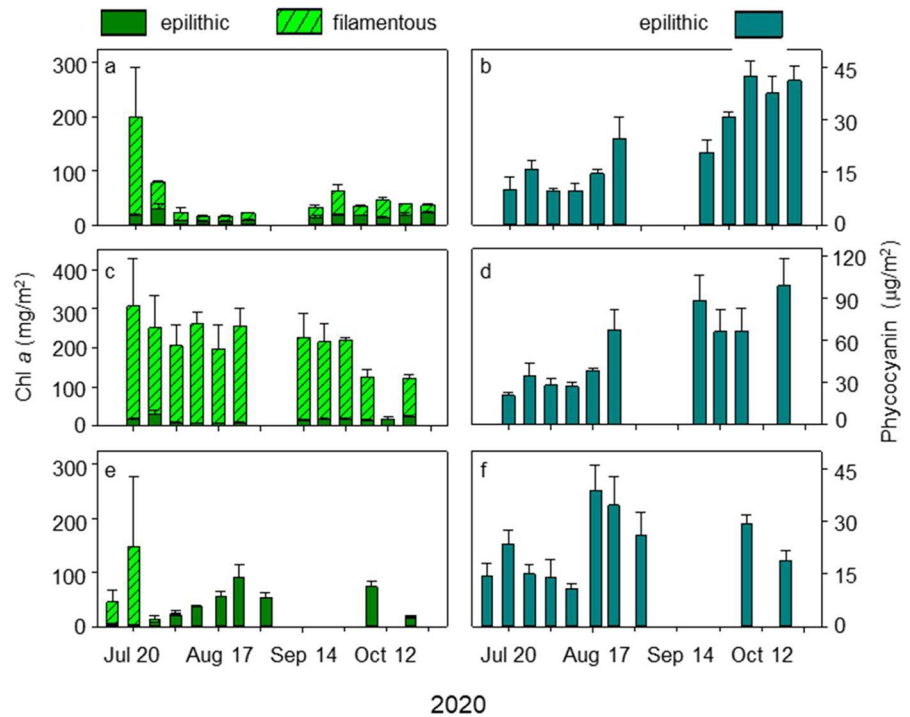 epilithic filamentous epilithic
a
300
200
100
0
b
45
30
15
0
c
400
300
200
100
0
d
120
90
60
30
0
e
300
200
100
0
f
45
30
15
0
Chl a (mg/m²)
Phycocyanin (µg/m²)
Jul 20 Aug 17 Sep 14 Oct 12
Jul 20 Aug 17 Sep 14 Oct 12
2020